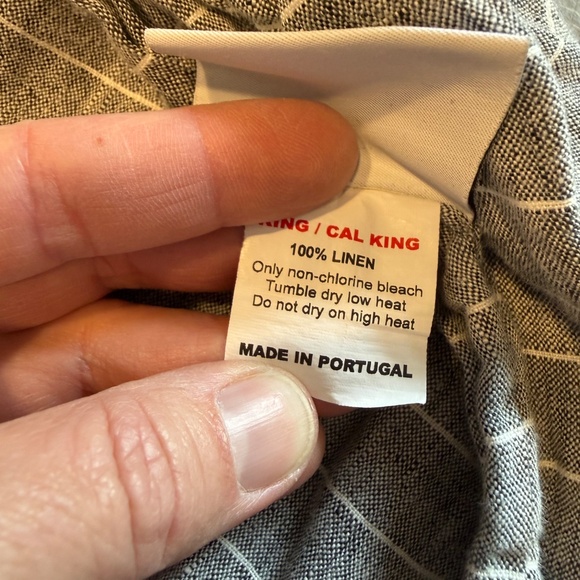 KING / CAL KING
100% LINEN
Only non-chlorine bleach
Tumble dry low heat
Do not dry on high heat
MADE IN PORTUGAL